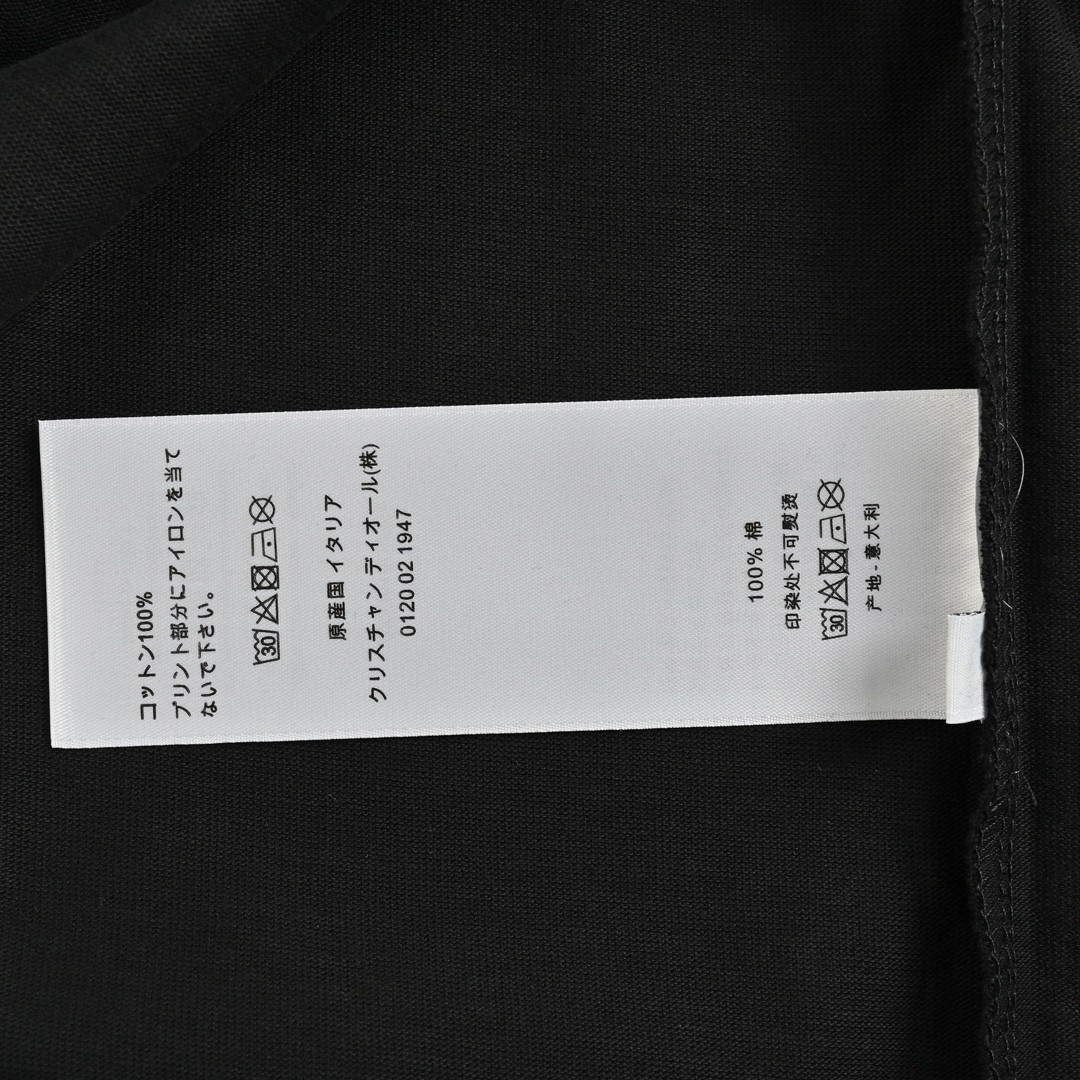 コットン100%
プリント部分にアイロンを当て
ないで下さい。
30
原産国 イタリア
クリスチャン ディオール(株)
0120 02 1947
100% 棉
印染处不可熨烫
30
产地 - 意大利